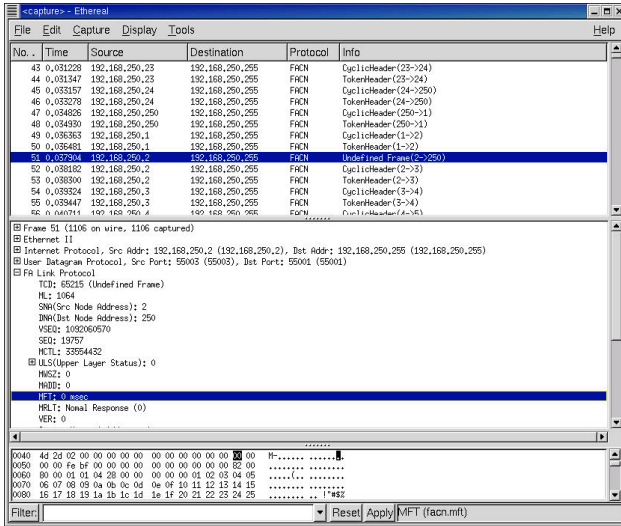 <capture> - Ethereal
File Edit Capture Display Tools Help
No. . Time Source Destination Protocol Info
43 0.031228 192.168.250.23 192.168.250.255 FACN CyclicHeader(23->24)
44 0.031347 192.168.250.23 192.168.250.255 FACN TokenHeader(23->24)
45 0.033157 192.168.250.24 192.168.250.255 FACN CyclicHeader(24->250)
46 0.033278 192.168.250.24 192.168.250.255 FACN TokenHeader(24->250)
47 0.034826 192.168.250.250 192.168.250.255 FACN CyclicHeader(250->1)
48 0.034930 192.168.250.250 192.168.250.255 FACN TokenHeader(250->1)
49 0.036363 192.168.250.1 192.168.250.255 FACN CyclicHeader(1->2)
50 0.036481 192.168.250.1 192.168.250.255 FACN TokenHeader(1->2)
51 0.037904 192.168.250.2 192.168.250.255 FACN Undefined Frame(2->250)
52 0.038182 192.168.250.2 192.168.250.255 FACN CyclicHeader(2->3)
53 0.038300 192.168.250.2 192.168.250.255 FACN TokenHeader(2->3)
54 0.039324 192.168.250.3 192.168.250.255 FACN CyclicHeader(3->4)
55 0.039447 192.168.250.3 192.168.250.255 FACN TokenHeader(3->4)
56 0.040711 192.168.250.4 192.168.250.255 FACN CyclicHeader(4->5)
Frame 51 (1106 on wire, 1106 captured)
Ethernet II
Internet Protocol, Src Addr: 192.168.250.2 (192.168.250.2), Dst Addr: 192.168.250.255 (192.168.250.255)
User Datagram Protocol, Src Port: 55003 (55003), Dst Port: 55001 (55001)
FA Link Protocol
TCD: 65215 (Undefined Frame)
ML: 1064
SNA(Src Node Address): 2
DNA(Dst Node Address): 250
VSEQ: 1092060570
SEQ: 19757
MCTL: 33554432
ULS(Upper Layer Status): 0
MWSZ: 0
MADD: 0
MFT: 0 msec
MRLT: Nomal Response (0)
VER: 0
0040 4d 2d 02 00 00 00 00 00 00 00 00 00 00 00 00 00 M-...... ........
0050 00 00 fe bf 00 00 00 00 00 00 00 00 00 00 82 00 ........ ........
0060 80 00 01 01 04 28 00 00 00 00 00 01 02 03 04 05 .....(.. ........
0070 06 07 08 09 0a 0b 0c 0d 0e 0f 10 11 12 13 14 15 ........ ........
0080 16 17 18 19 1a 1b 1c 1d 1e 1f 20 21 22 23 24 25 ........ .. !"#$%
Filter: Reset Apply MFT (facn.mft)